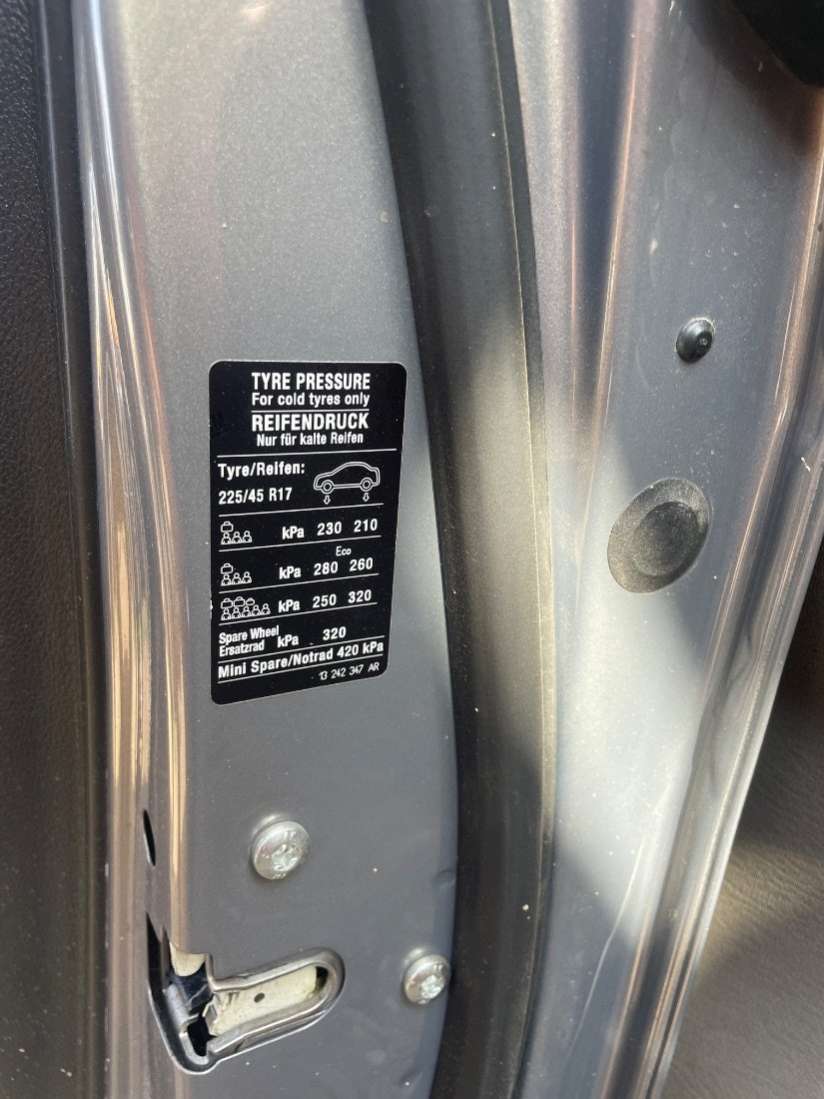 TYRE PRESSURE
For cold tyres only
REIFENDRUCK
Nur für kalte Reifen
Tyre/Reifen:
225/45 R17
kPa 230 210
Eco
kPa 280 260
kPa 250 320
Spare Wheel
Ersatzrad kPa 320
Mini Spare/Notrad 420 kPa
13 242 347 AR